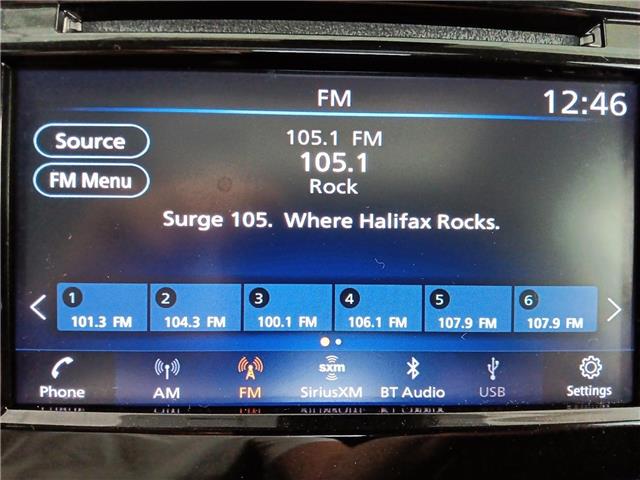 FM
12:46
Source
105.1 FM
105.1
FM Menu
Rock
Surge 105. Where Halifax Rocks.
1 2 3 4 5 6
101.3 FM 104.3 FM 100.1 FM 106.1 FM 107.9 FM 107.9 FM
sxm
Phone AM FM SiriusXM BT Audio USB Settings